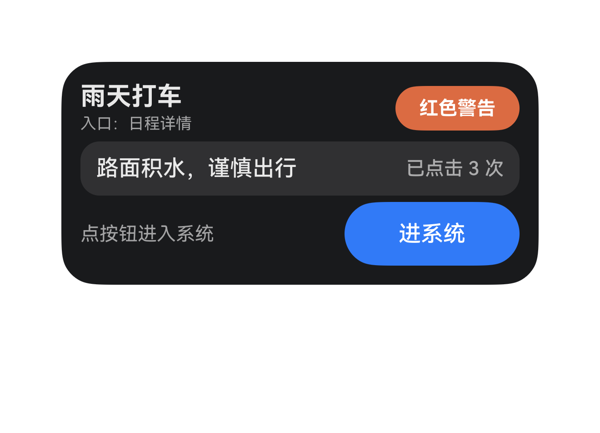 雨天打车
入口：日程详情
红色警告
路面积水，谨慎出行
已点击 3 次
点按钮进入系统
进系统